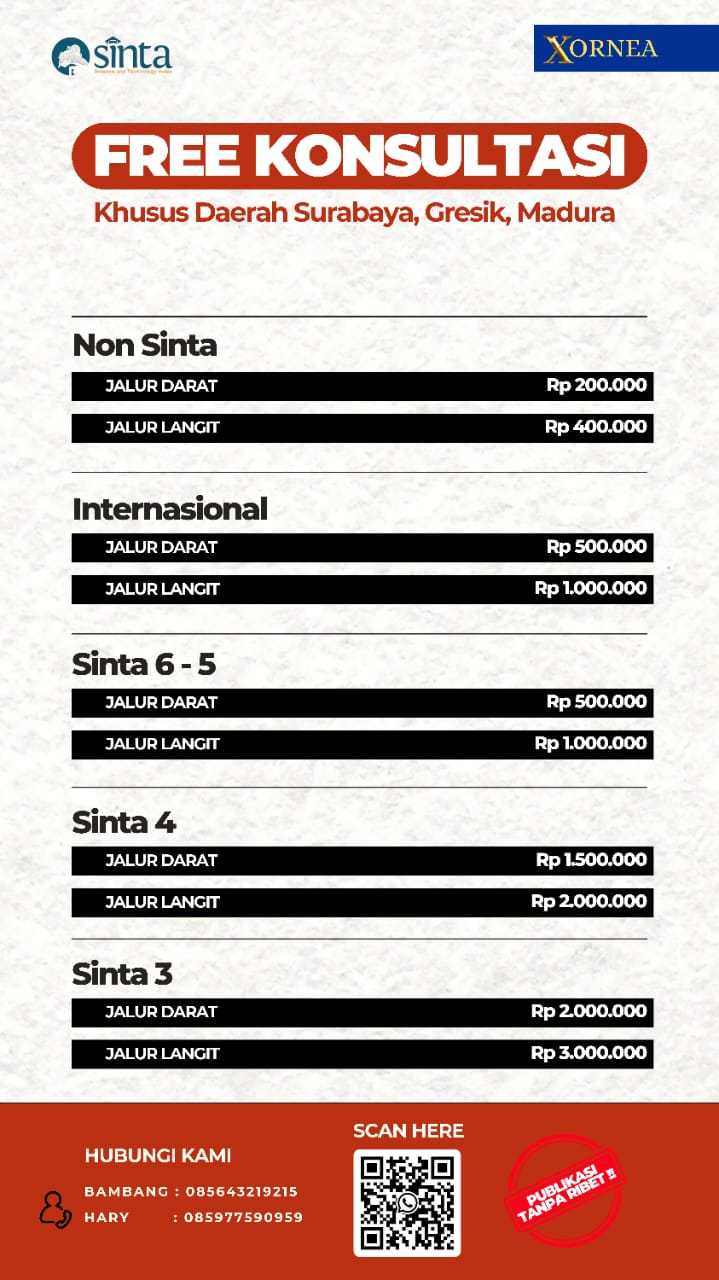 sinta
Science and Technology Index
XORNEA
FREE KONSULTASI
Khusus Daerah Surabaya, Gresik, Madura
Non Sinta
JALUR DARAT Rp 200.000
JALUR LANGIT Rp 400.000
Internasional
JALUR DARAT Rp 500.000
JALUR LANGIT Rp 1.000.000
Sinta 6 - 5
JALUR DARAT Rp 500.000
JALUR LANGIT Rp 1.000.000
Sinta 4
JALUR DARAT Rp 1.500.000
JALUR LANGIT Rp 2.000.000
Sinta 3
JALUR DARAT Rp 2.000.000
JALUR LANGIT Rp 3.000.000
HUBUNGI KAMI
BAMBANG : 085643219215
HARY : 085977590959
SCAN HERE
PUBLIKASI
TANPA RIBET !!